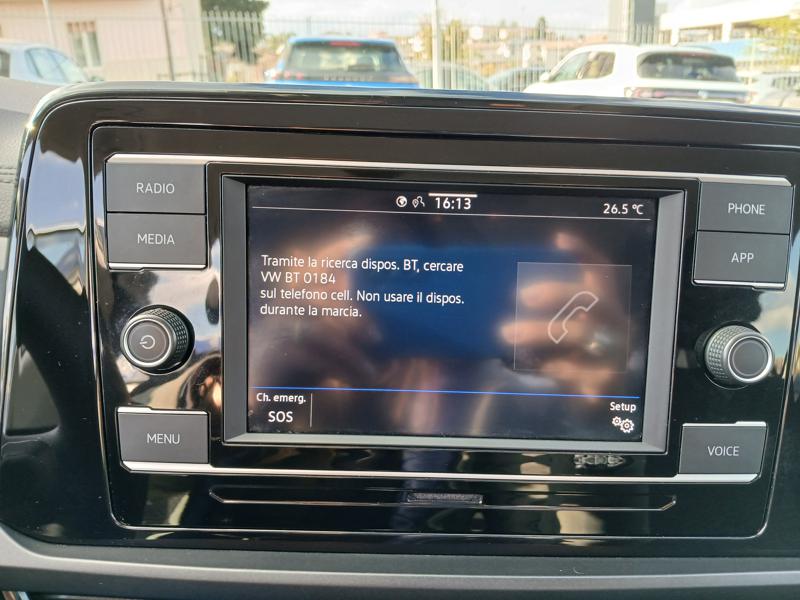 RADIO
MEDIA
MENU
16:13
26.5 °C
Tramite la ricerca dispos. BT, cercare
VW BT 0184
sul telefono cell. Non usare il dispos.
durante la marcia.
Ch. emerg.
SOS
Setup
PHONE
APP
VOICE